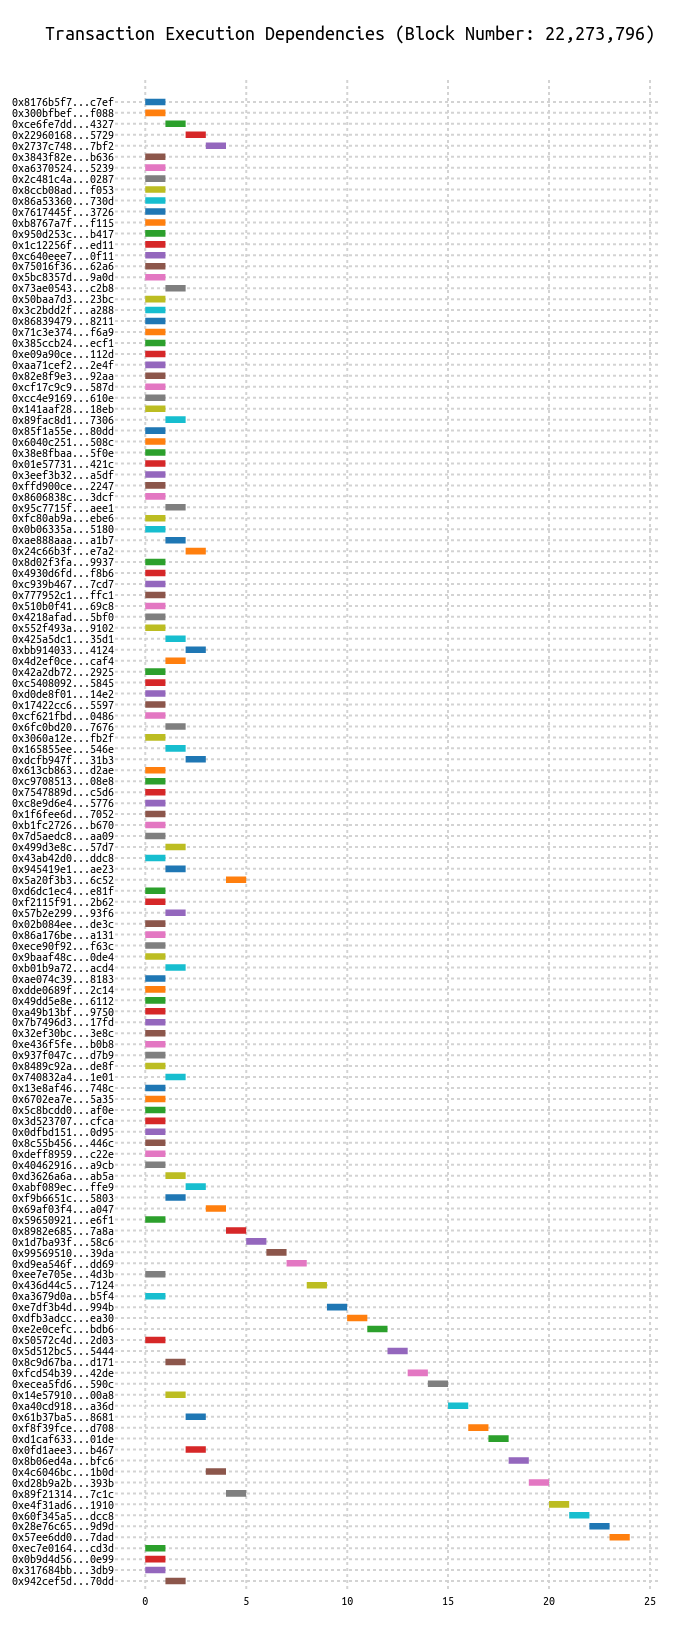 Transaction Execution Dependencies (Block Number: 22,273,796)
0x8176b5f7...c7ef
0x300bfbef...f088
0xce6fe7dd...4327
0x22960168...5729
0x2737c748...7bf2
0x3843f82e...b636
0xa6370524...5239
0x2c481c4a...0287
0x8ccb08ad...f053
0x86a53360...730d
0x7617445f...3726
0xb8767a7f...f115
0x950d253c...b417
0x1c12256f...ed11
0xc640eee7...0f11
0x75016f36...62a6
0x5bc8357d...9a0d
0x73ae0543...c2b8
0x50baa7d3...23bc
0x3c2bdd2f...a288
0x86839479...8211
0x71c3e374...f6a9
0x385ccb24...ecf1
0xe09a90ce...112d
0xaa71cef2...2e4f
0x82e8f9e3...92aa
0xcf17c9c9...587d
0xcc4e9169...610e
0x141aaf28...18eb
0x89fac8d1...7306
0x85f1a55e...80dd
0x6040c251...508c
0x38e8fbaa...5f0e
0x01e57731...421c
0x3eef3b32...a5df
0xffd900ce...2247
0x8606838c...3dcf
0x95c7715f...aee1
0xfc80ab9a...ebe6
0x0b06335a...5180
0xae888aaa...a1b7
0x24c66b3f...e7a2
0x8d02f3fa...9937
0x4930d6fd...f8b6
0xc939b467...7cd7
0x777952c1...ffc1
0x510b0f41...69c8
0x4218afad...5bf0
0x552f493a...9102
0x425a5dc1...35d1
0xbb914033...4124
0x4d2ef0ce...caf4
0x42a2db72...2925
0xc5408092...5845
0xd0de8f01...14e2
0x17422cc6...5597
0xcf621fbd...0486
0x6fc0bd20...7676
0x3060a12e...fb2f
0x165855ee...546e
0xdcfb947f...31b3
0x613cb863...d2ae
0xc9708513...08e8
0x7547889d...c5d6
0xc8e9d6e4...5776
0x1f6fee6d...7052
0xb1fc2726...b670
0x7d5aedc8...aa09
0x499d3e8c...57d7
0x43ab42d0...ddc8
0x945419e1...ae23
0x5a20f3b3...6c52
0xd6dc1ec4...e81f
0xf2115f91...2b62
0x57b2e299...93f6
0x02b084ee...de3c
0x86a176be...a131
0xece90f92...f63c
0x9baaf48c...0de4
0xb01b9a72...acd4
0xae074c39...8183
0xdde0689f...2c14
0x49dd5e8e...6112
0xa49b13bf...9750
0x7b7496d3...17fd
0x32ef30bc...3e8c
0xe436f5fe...b0b8
0x937f047c...d7b9
0x8489c92a...de8f
0x740832a4...1e01
0x13e8af46...748c
0x6702ea7e...5a35
0x5c8bcdd0...af0e
0x3d523707...cfca
0x0dfbd151...0d95
0x8c55b456...446c
0xdeff8959...c22e
0x40462916...a9cb
0xd3626a6a...ab5a
0xabf089ec...ffe9
0xf9b6651c...5803
0x69af03f4...a047
0x59650921...e6f1
0x8982e685...7a8a
0x1d7ba93f...58c6
0x99569510...39da
0xd9ea546f...dd69
0xee7e705e...4d3b
0x436d44c5...7124
0xa3679d0a...b5f4
0xe7df3b4d...994b
0xdfb3adcc...ea30
0xe2e0cefc...bdb6
0x50572c4d...2d03
0x5d512bc5...5444
0x8c9d67ba...d171
0xfcd54b39...42de
0xecea5fd6...590c
0x14e57910...00a8
0xa40cd918...a36d
0x61b37ba5...8681
0xf8f39fce...d708
0xd1caf633...01de
0x0fd1aee3...b467
0x8b06ed4a...bfc6
0x4c6046bc...1b0d
0xd28b9a2b...393b
0x89f21314...7c1c
0xe4f31ad6...1910
0x60f345a5...dcc8
0x28e76c65...9d9d
0x57ee6dd0...7dad
0xec7e0164...cd3d
0x0b9d4d56...0e99
0x317684bb...3db9
0x942cef5d...70dd
0 5 10 15 20 25